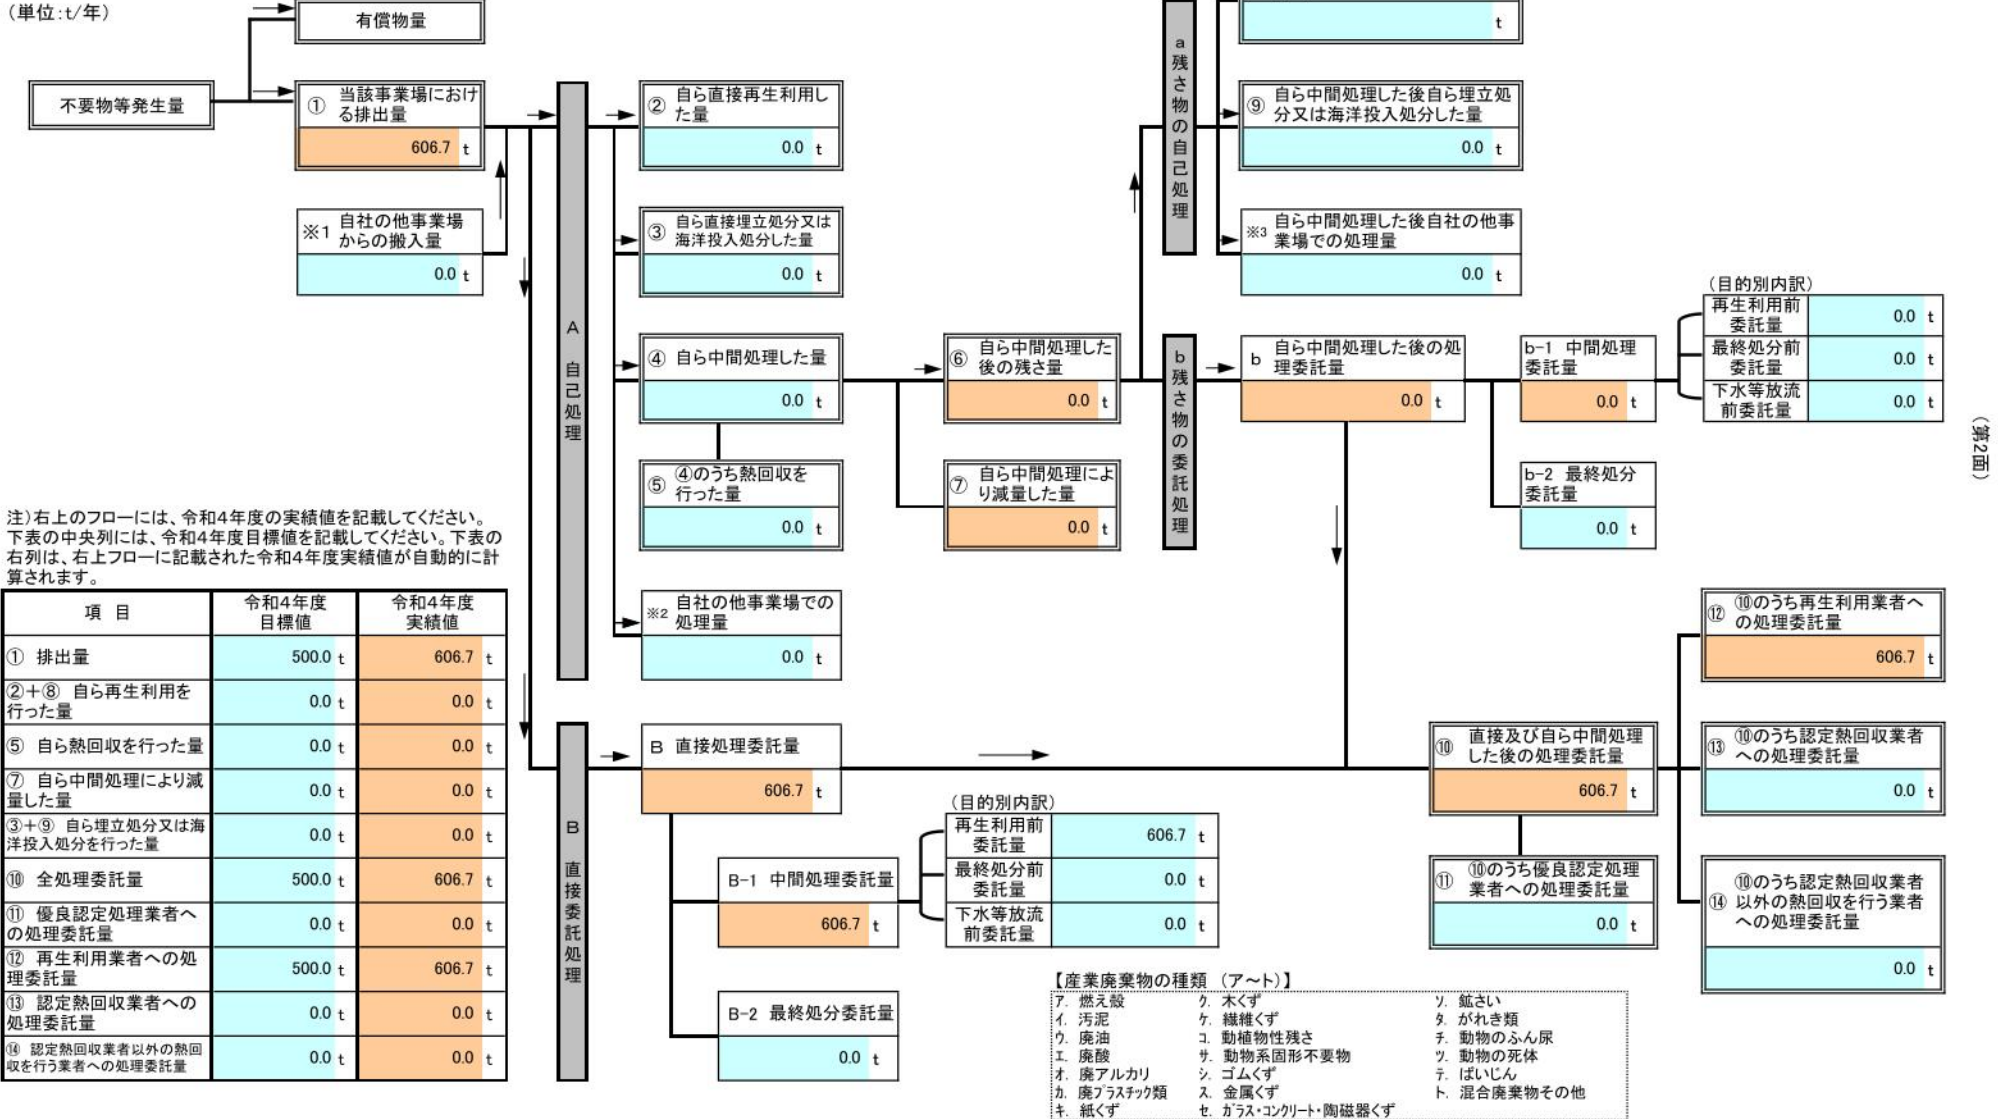 （単位:t/年）
有償物量
不要物等発生量
① 当該事業場におけ
る排出量
606.7 t
※1 自社の他事業場
からの搬入量
0.0 t
A 自己処理
② 自ら直接再生利用し
た量
0.0 t
③ 自ら直接埋立処分又は
海洋投入処分した量
0.0 t
④ 自ら中間処理した量
0.0 t
⑤ ④のうち熱回収を
行った量
0.0 t
※2 自社の他事業場での
処理量
0.0 t
⑥ 自ら中間処理した
後の残さ量
0.0 t
⑦ 自ら中間処理によ
り減量した量
0.0 t
a 残さ物の自己処理
t
⑨ 自ら中間処理した後自ら埋立処
分又は海洋投入処分した量
0.0 t
※3 自ら中間処理した後自社の他事
業場での処理量
0.0 t
b 残さ物の委託処理
b 自ら中間処理した後の処
理委託量
0.0 t
b-1 中間処理
委託量
0.0 t
b-2 最終処分
委託量
0.0 t
（目的別内訳）
再生利用前
委託量
0.0 t
最終処分前
委託量
0.0 t
下水等放流
前委託量
0.0 t
（第2面）
注）右上のフローには、令和4年度の実績値を記載してください。
下表の中央列には、令和4年度目標値を記載してください。下表の
右列は、右上フローに記載された令和4年度実績値が自動的に計
算されます。
項 目 令和4年度 令和4年度
目標値 実績値
① 排出量 500.0 t 606.7 t
②＋⑧ 自ら再生利用を
行った量 0.0 t 0.0 t
⑤ 自ら熱回収を行った量 0.0 t 0.0 t
⑦ 自ら中間処理により減
量した量 0.0 t 0.0 t
③＋⑨ 自ら埋立処分又は海
洋投入処分を行った量 0.0 t 0.0 t
⑩ 全処理委託量 500.0 t 606.7 t
⑪ 優良認定処理業者へ
の処理委託量 0.0 t 0.0 t
⑫ 再生利用業者への処
理委託量 500.0 t 606.7 t
⑬ 認定熱回収業者への
処理委託量 0.0 t 0.0 t
⑭ 認定熱回収業者以外の熱回
収を行う業者への処理委託量 0.0 t 0.0 t
B 直接委託処理
B 直接処理委託量
606.7 t
B-1 中間処理委託量
606.7 t
B-2 最終処分委託量
0.0 t
（目的別内訳）
再生利用前
委託量
606.7 t
最終処分前
委託量
0.0 t
下水等放流
前委託量
0.0 t
⑩ 直接及び自ら中間処理
した後の処理委託量
606.7 t
⑪ ⑩のうち優良認定処理
業者への処理委託量
0.0 t
⑫ ⑩のうち再生利用業者へ
の処理委託量
606.7 t
⑬ ⑩のうち認定熱回収業者
への処理委託量
0.0 t
⑭ ⑩のうち認定熱回収業者
以外の熱回収を行う業者
への処理委託量
0.0 t
【産業廃棄物の種類 （ア～ト）】
ア. 燃え殻 ク. 木くず ソ. 鉱さい
イ. 汚泥 ケ. 繊維くず タ. がれき類
ウ. 廃油 コ. 動植物性残さ チ. 動物のふん尿
エ. 廃酸 サ. 動物系固形不要物 ツ. 動物の死体
オ. 廃アルカリ シ. ゴムくず テ. ばいじん
カ. 廃プラスチック類 ス. 金属くず ト. 混合廃棄物その他
キ. 紙くず セ. ガラス・コンクリート・陶磁器くず